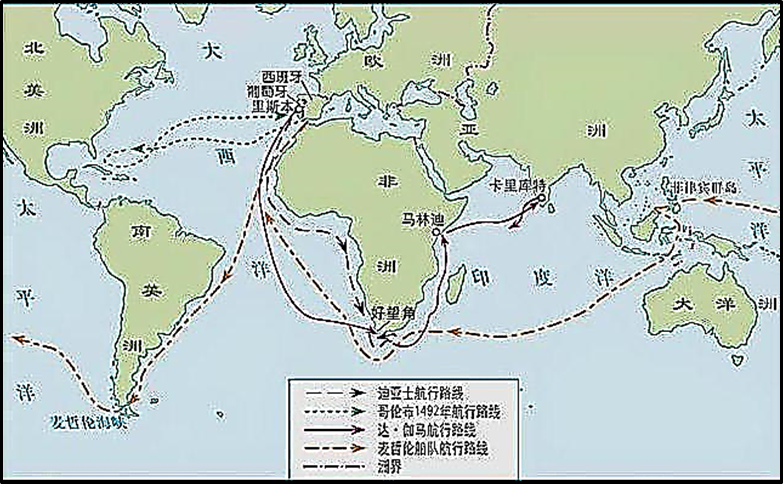 北美洲
大西洋
欧洲
亚洲
西班牙
葡萄牙
里斯本
太平洋
非洲
卡里库特
菲律宾群岛
马林迪
太平洋
南美洲
印度洋
大洋洲
好望角
麦哲伦海峡
迪亚士航行路线
哥伦布1492年航行路线
达·伽马航行路线
麦哲伦船队航行路线
洲界